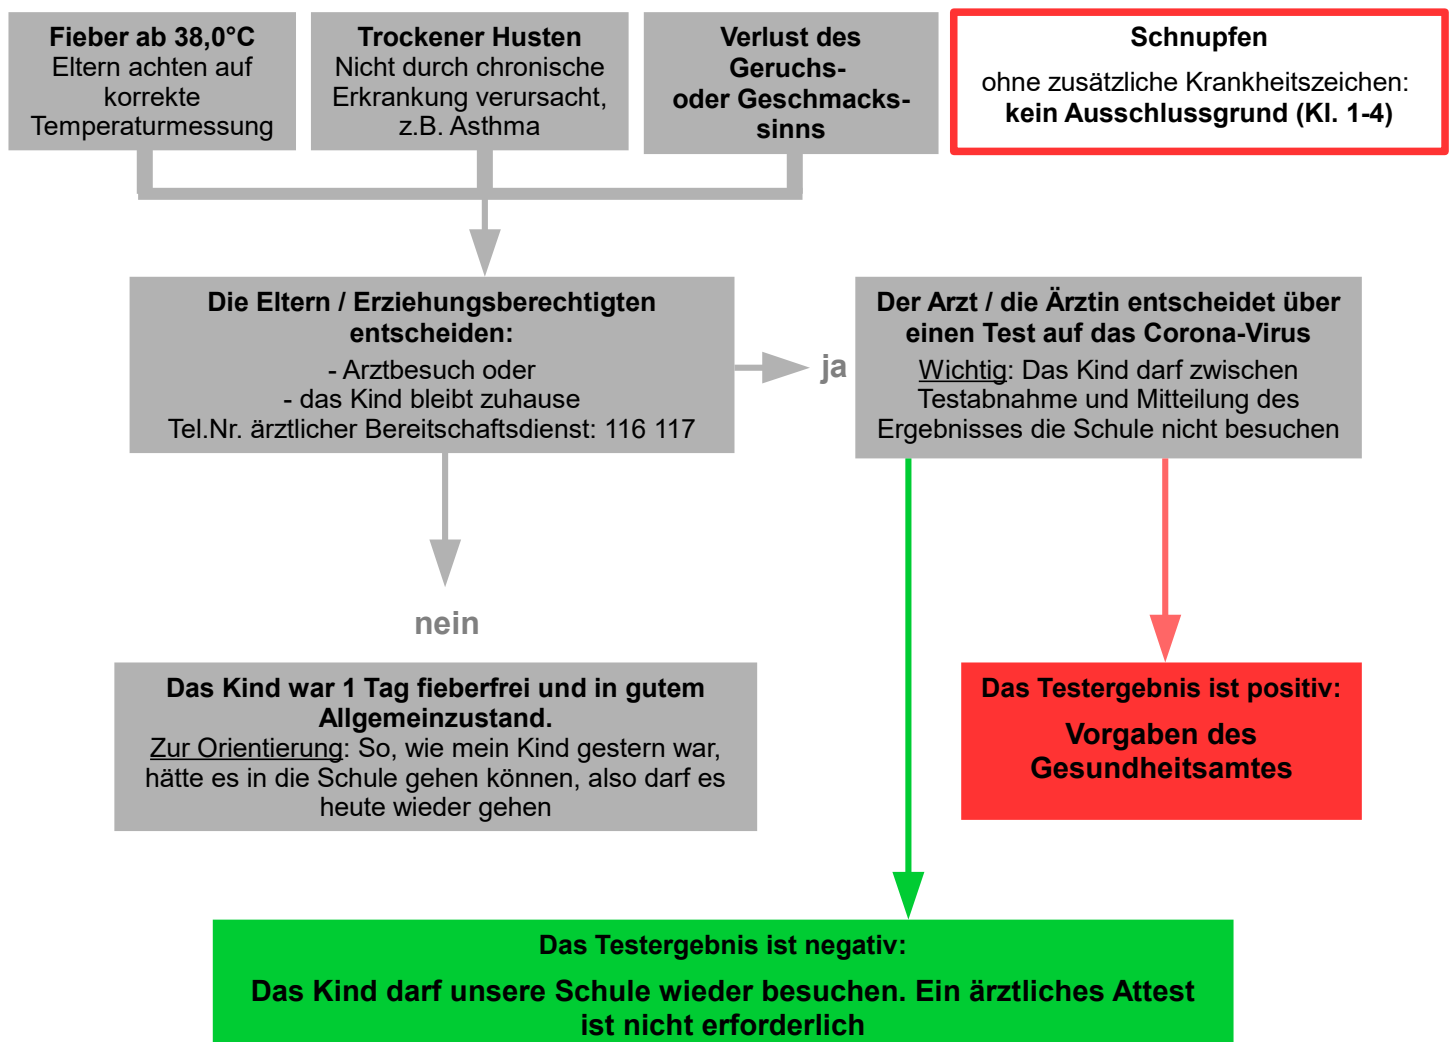 Fieber ab 38,0°C
Eltern achten auf
korrekte
Temperaturmessung
Trockener Husten
Nicht durch chronische
Erkrankung verursacht,
z.B. Asthma
Verlust des
Geruchs-
oder Geschmacks-
sinns
Schnupfen
ohne zusätzliche Krankheitszeichen:
kein Ausschlussgrund (Kl. 1-4)
Die Eltern / Erziehungsberechtigten
entscheiden:
- Arztbesuch oder
- das Kind bleibt zuhause
Tel.Nr. ärztlicher Bereitschaftsdienst: 116 117
ja
Der Arzt / die Ärztin entscheidet über
einen Test auf das Corona-Virus
Wichtig: Das Kind darf zwischen
Testabnahme und Mitteilung des
Ergebnisses die Schule nicht besuchen
nein
Das Kind war 1 Tag fieberfrei und in gutem
Allgemeinzustand.
Zur Orientierung: So, wie mein Kind gestern war,
hätte es in die Schule gehen können, also darf es
heute wieder gehen
Das Testergebnis ist positiv:
Vorgaben des
Gesundheitsamtes
Das Testergebnis ist negativ:
Das Kind darf unsere Schule wieder besuchen. Ein ärztliches Attest
ist nicht erforderlich